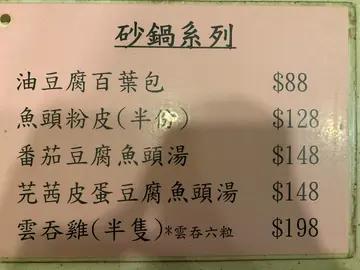 砂鍋系列
油豆腐百葉包 $88
魚頭粉皮(半份) $128
番茄豆腐魚頭湯 $148
芫茜皮蛋豆腐魚頭湯 $148
雲吞雞(半隻)*雲吞六粒 $198